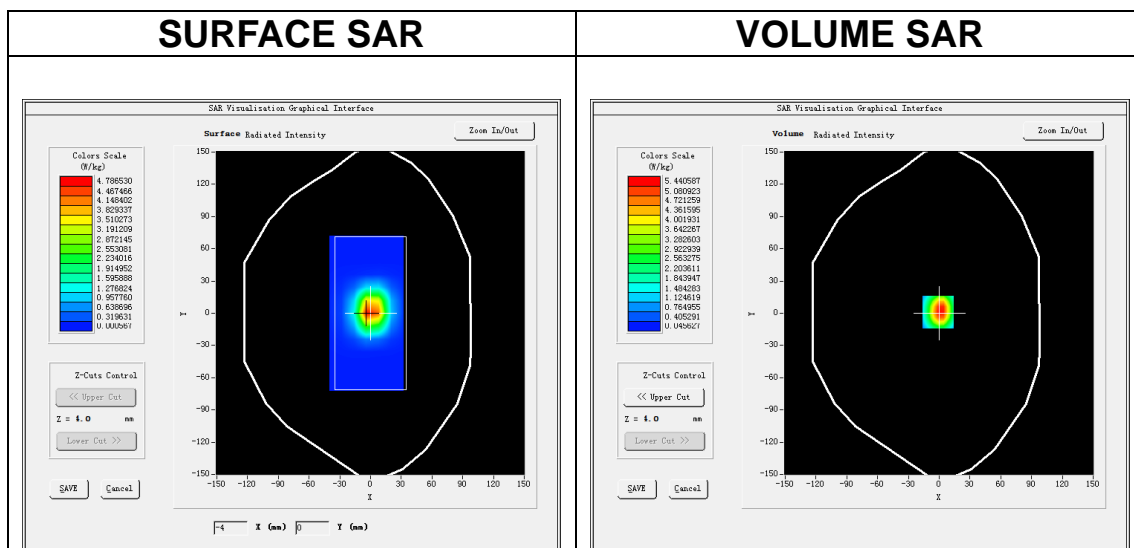 SURFACE SAR
VOLUME SAR
SAR Visualisation Graphical Interface
Surface Radiated Intensity
Zoom In/Out
Colors Scale
(W/kg)
4.786530
4.467466
4.148402
3.829337
3.510273
3.191209
2.872145
2.553081
2.234016
1.914952
1.595888
1.276824
0.957760
0.638696
0.319631
0.000567
Z-Cuts Control
<< Upper Cut
Z = 4.0 mm
Lower Cut >>
SAVE Cancel
150
120
90
60
30
0
-30
-60
-90
-120
-150
Y
-150 -120 -90 -60 -30 0 30 60 90 120 150
X
-4 X (mm) 0 Y (mm)
SAR Visualisation Graphical Interface
Volume Radiated Intensity
Zoom In/Out
Colors Scale
(W/kg)
5.440587
5.080923
4.721259
4.361595
4.001931
3.642267
3.282603
2.922939
2.563275
2.203611
1.843947
1.484283
1.124619
0.764955
0.405291
0.045627
Z-Cuts Control
<< Upper Cut
Z = 4.0 mm
Lower Cut >>
SAVE Cancel
150
120
90
60
30
0
-30
-60
-90
-120
-150
Y
-150 -120 -90 -60 -30 0 30 60 90 120 150
X